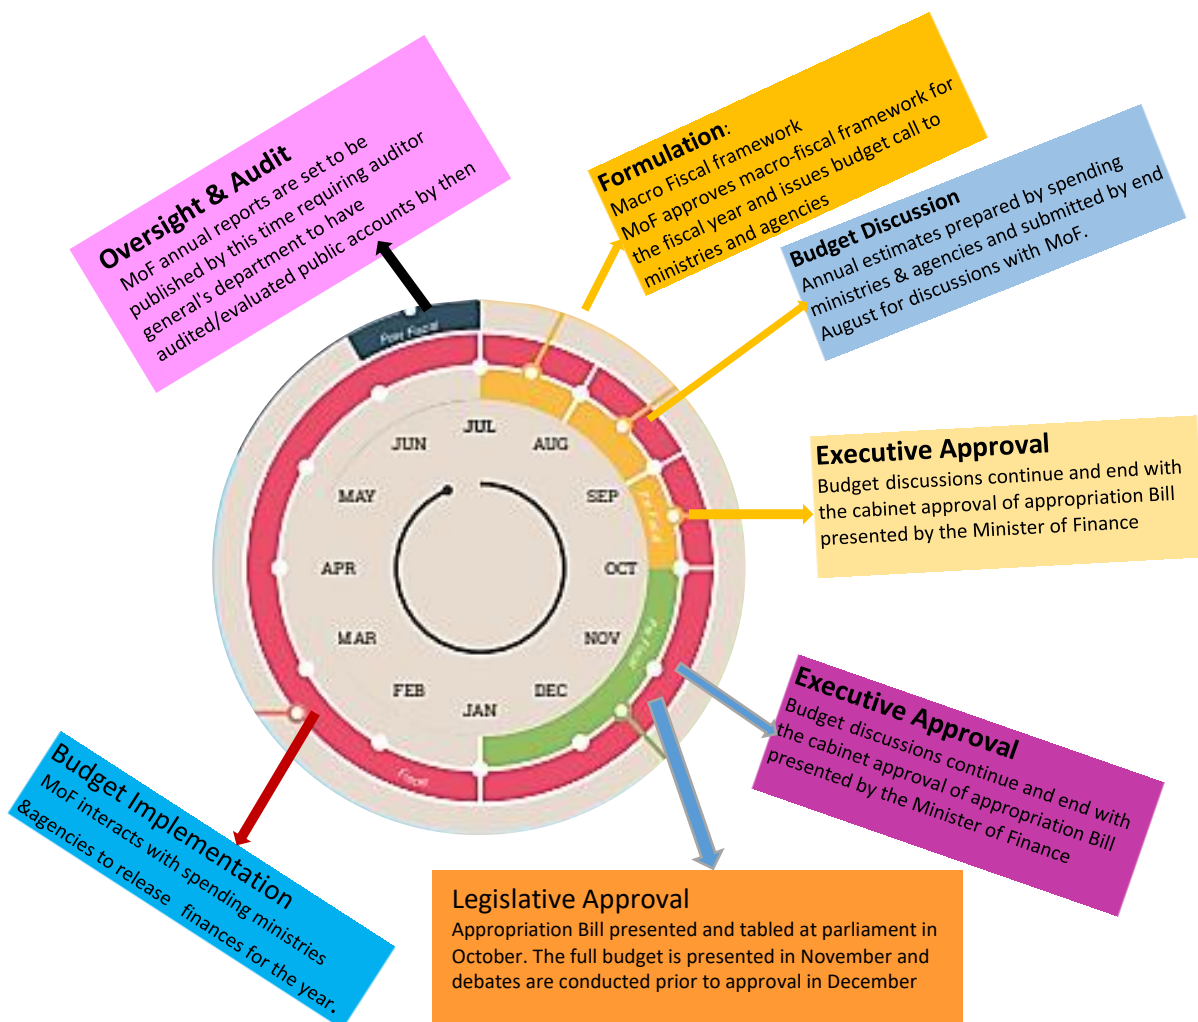 Oversight & Audit
MoF annual reports are set to be
published by this time requiring auditor
general's department to have
audited/evaluated public accounts by then
Formulation:
Macro Fiscal framework
MoF approves macro-fiscal framework for
the fiscal year and issues budget call to
ministries and agencies
Budget Discussion
Annual estimates prepared by spending
ministries & agencies and submitted by end
August for discussions with MoF.
Executive Approval
Budget discussions continue and end with
the cabinet approval of appropriation Bill
presented by the Minister of Finance
Executive Approval
Budget discussions continue and end with
the cabinet approval of appropriation Bill
presented by the Minister of Finance
Legislative Approval
Appropriation Bill presented and tabled at parliament in
October. The full budget is presented in November and
debates are conducted prior to approval in December
Budget Implementation
MoF interacts with spending ministries
&agencies to release finances for the year.
Fiscal
JUL
AUG
SEP
OCT
NOV
DEC
JAN
FEB
MAR
APR
MAY
JUN